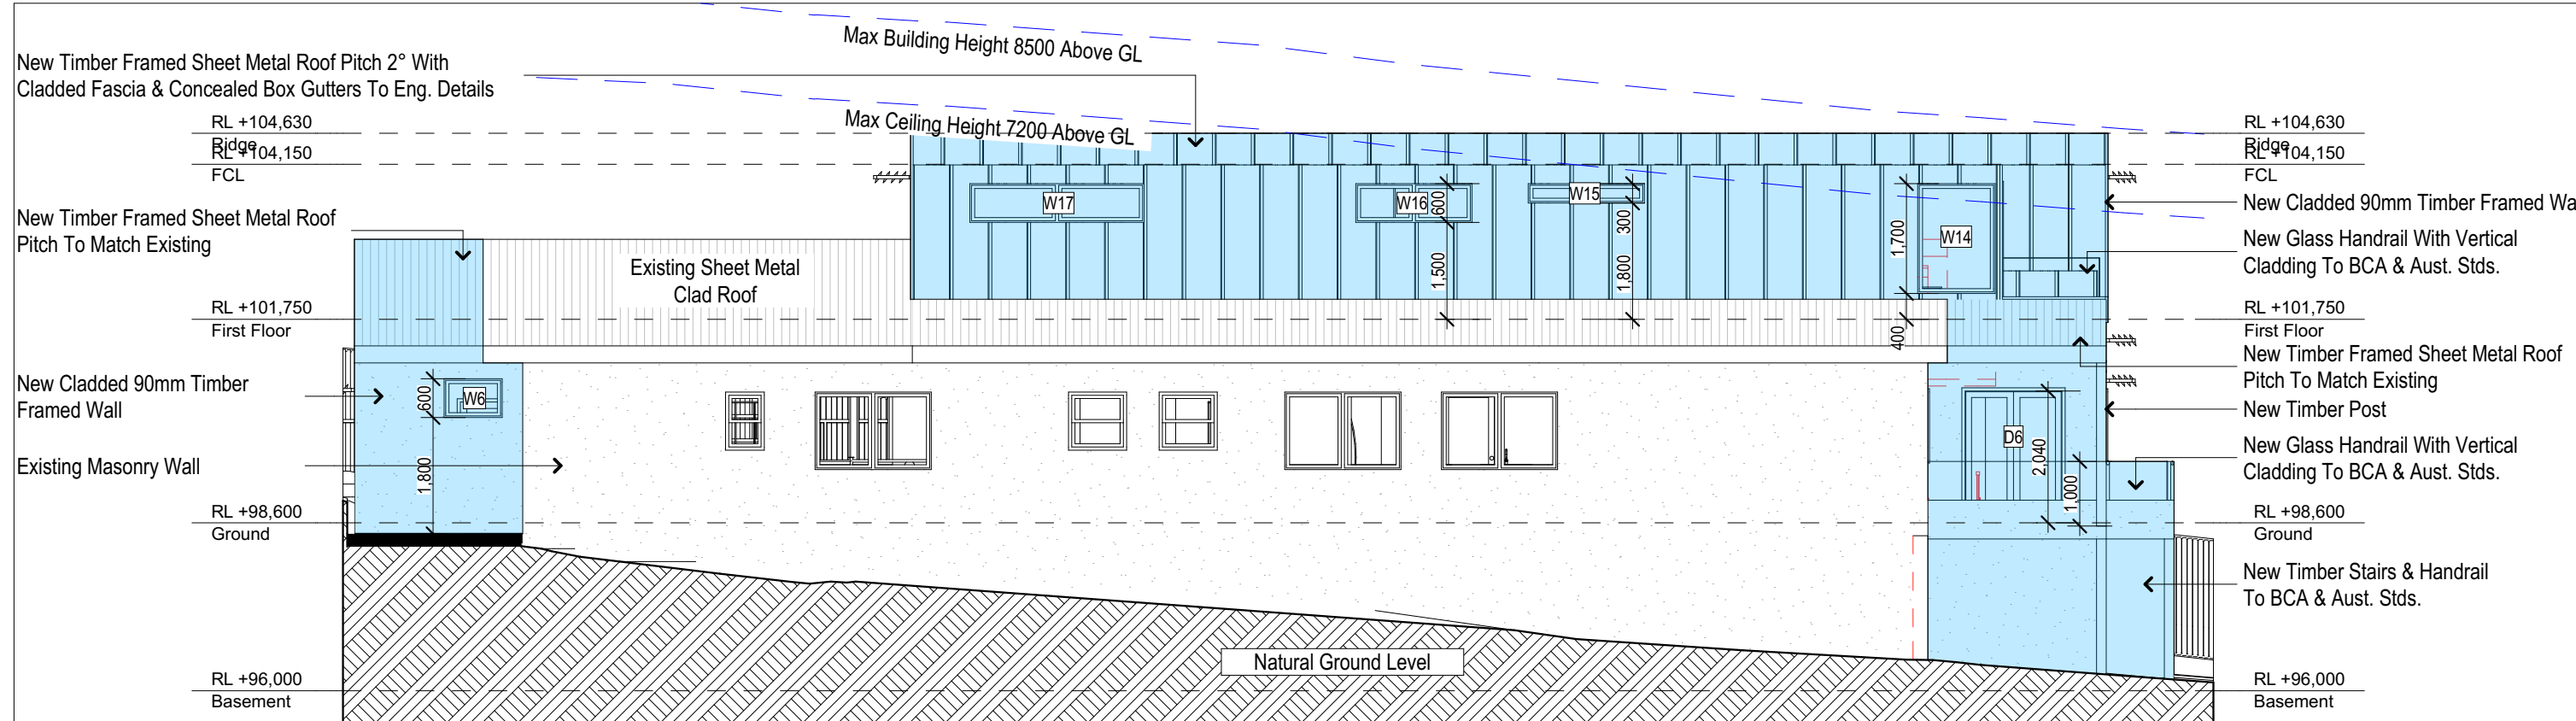 Max Building Height 8500 Above GL
New Timber Framed Sheet Metal Roof Pitch 2° With
Cladded Fascia & Concealed Box Gutters To Eng. Details
Max Ceiling Height 7200 Above GL
RL +104,630
Ridge
RL +104,150
FCL
RL +104,630
Ridge
RL +104,150
FCL
W17
W16
600
W15
300
1,700
W14
1,500
1,800
400
New Cladded 90mm Timber Framed Wa
New Timber Framed Sheet Metal Roof
Pitch To Match Existing
Existing Sheet Metal
Clad Roof
New Glass Handrail With Vertical
Cladding To BCA & Aust. Stds.
RL +101,750
First Floor
RL +101,750
First Floor
New Timber Framed Sheet Metal Roof
Pitch To Match Existing
New Cladded 90mm Timber
Framed Wall
600
W6
1,800
New Timber Post
D6
2,040
1,000
Existing Masonry Wall
New Glass Handrail With Vertical
Cladding To BCA & Aust. Stds.
RL +98,600
Ground
RL +98,600
Ground
New Timber Stairs & Handrail
To BCA & Aust. Stds.
Natural Ground Level
RL +96,000
Basement
RL +96,000
Basement